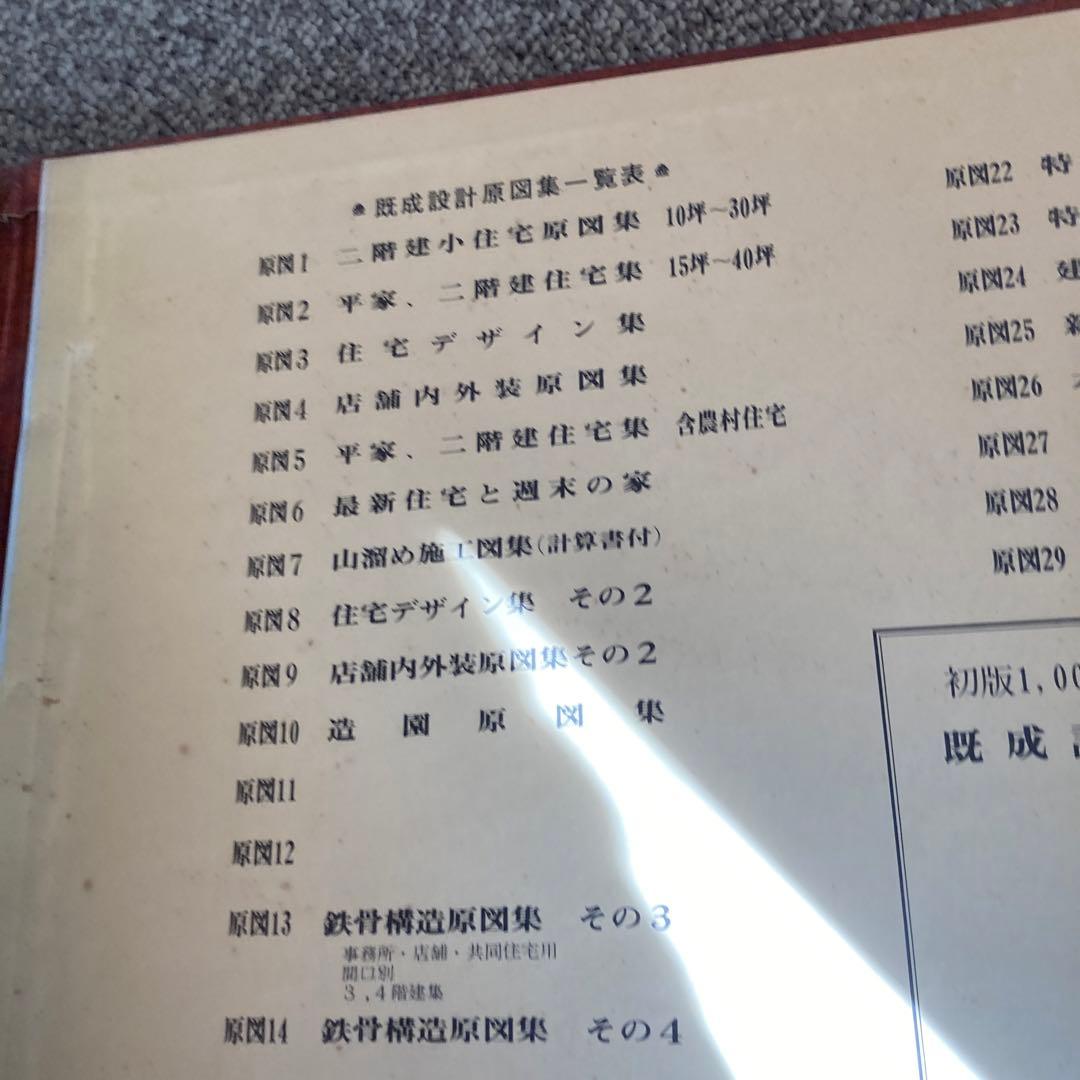 既成設計原図集一覧表
原図1 二階建小住宅原図集 10坪〜30坪
原図2 平家、二階建住宅集 15坪〜40坪
原図3 住宅デザイン集
原図4 店舗内外装原図集
原図5 平家、二階建住宅集 含農村住宅
原図6 最新住宅と週末の家
原図7 山溜め施工図集(計算書付)
原図8 住宅デザイン集 その2
原図9 店舗内外装原図集その2
原図10 造園原図集
原図11
原図12
原図13 鉄骨構造原図集 その3
事務所・店舗・共同住宅用
間口別
3,4階建集
原図14 鉄骨構造原図集 その4
原図22 特
原図23 特
原図24 建
原図25
原図26
原図27
原図28
原図29
初版1,00
既成